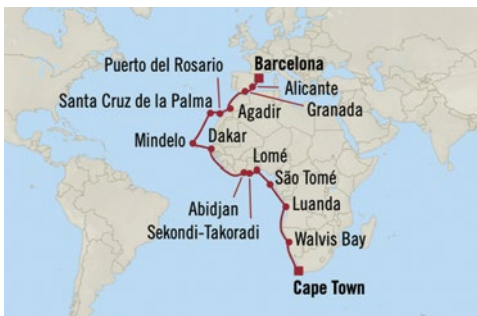 Barcelona
Puerto del Rosario
Alicante
Granada
Santa Cruz de la Palma
Agadir
Mindelo
Dakar
Lomé
São Tomé
Abidjan
Luanda
Sekondi-Takoradi
Walvis Bay
Cape Town